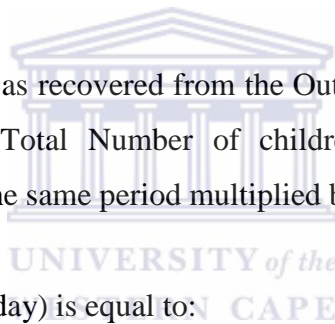 as recovered from the Out
Total Number of childre
he same period multiplied b
UNIVERSITY of the
day) is equal to:
WESTERN CAPE